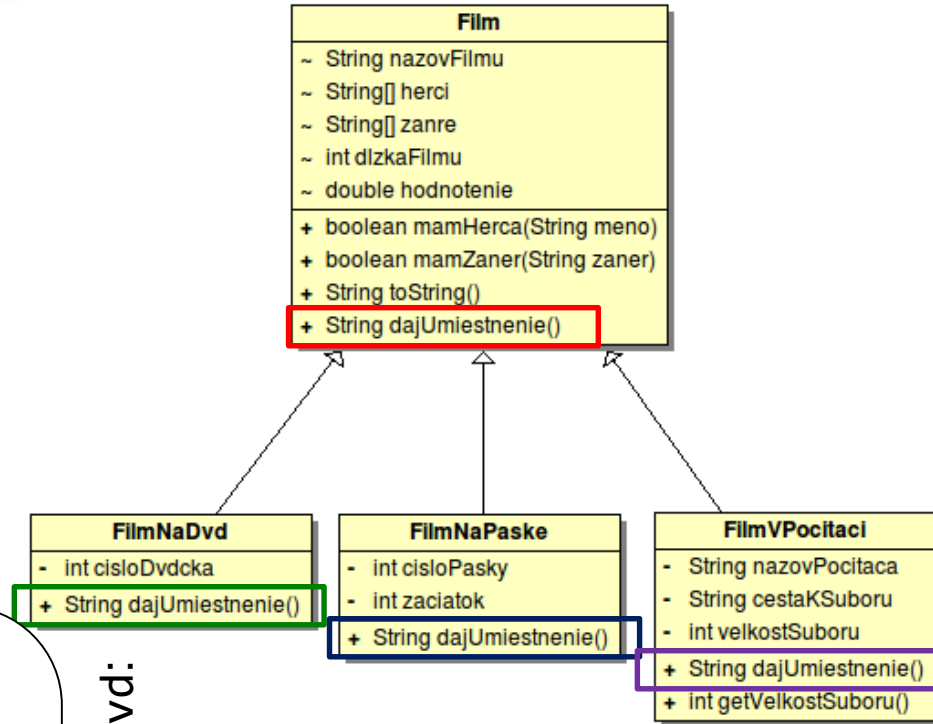 Film
~ String nazovFilmu
~ String[] herci
~ String[] zanre
~ int dlzkaFilmu
~ double hodnotenie
+ boolean mamHerca(String meno)
+ boolean mamZaner(String zaner)
+ String toString()
+ String dajUmiestnenie()
FilmNaDvd
- int cisloDvdcka
+ String dajUmiestnenie()
FilmNaPaske
- int cisloPasky
- int zaciatok
+ String dajUmiestnenie()
FilmVPocitaci
- String nazovPocitaca
- String cestaKSuboru
- int velkostSuboru
+ String dajUmiestnenie()
+ int getVelkostSuboru()
vd: